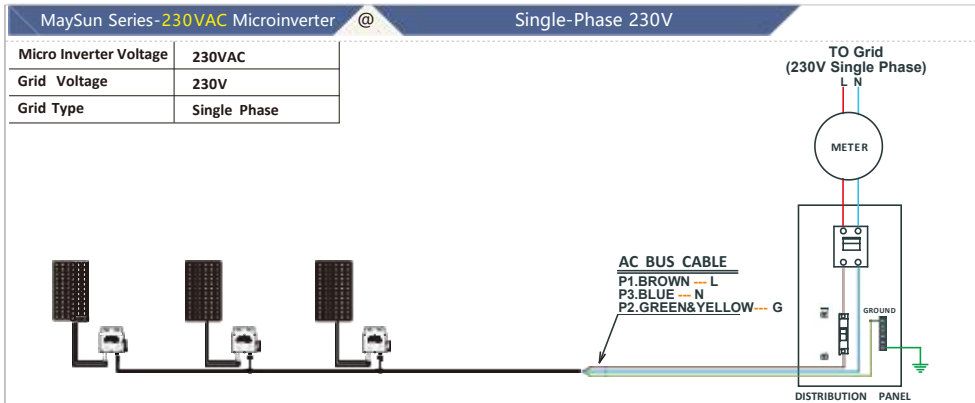 MaySun Series-230VAC Microinverter @ Single-Phase 230V
Micro Inverter Voltage 230VAC
Grid Voltage 230V
Grid Type Single Phase
TO Grid
(230V Single Phase)
L N
METER
AC BUS CABLE
P1.BROWN --- L
P3.BLUE --- N
P2.GREEN&YELLOW--- G
GROUND
DISTRIBUTION PANEL